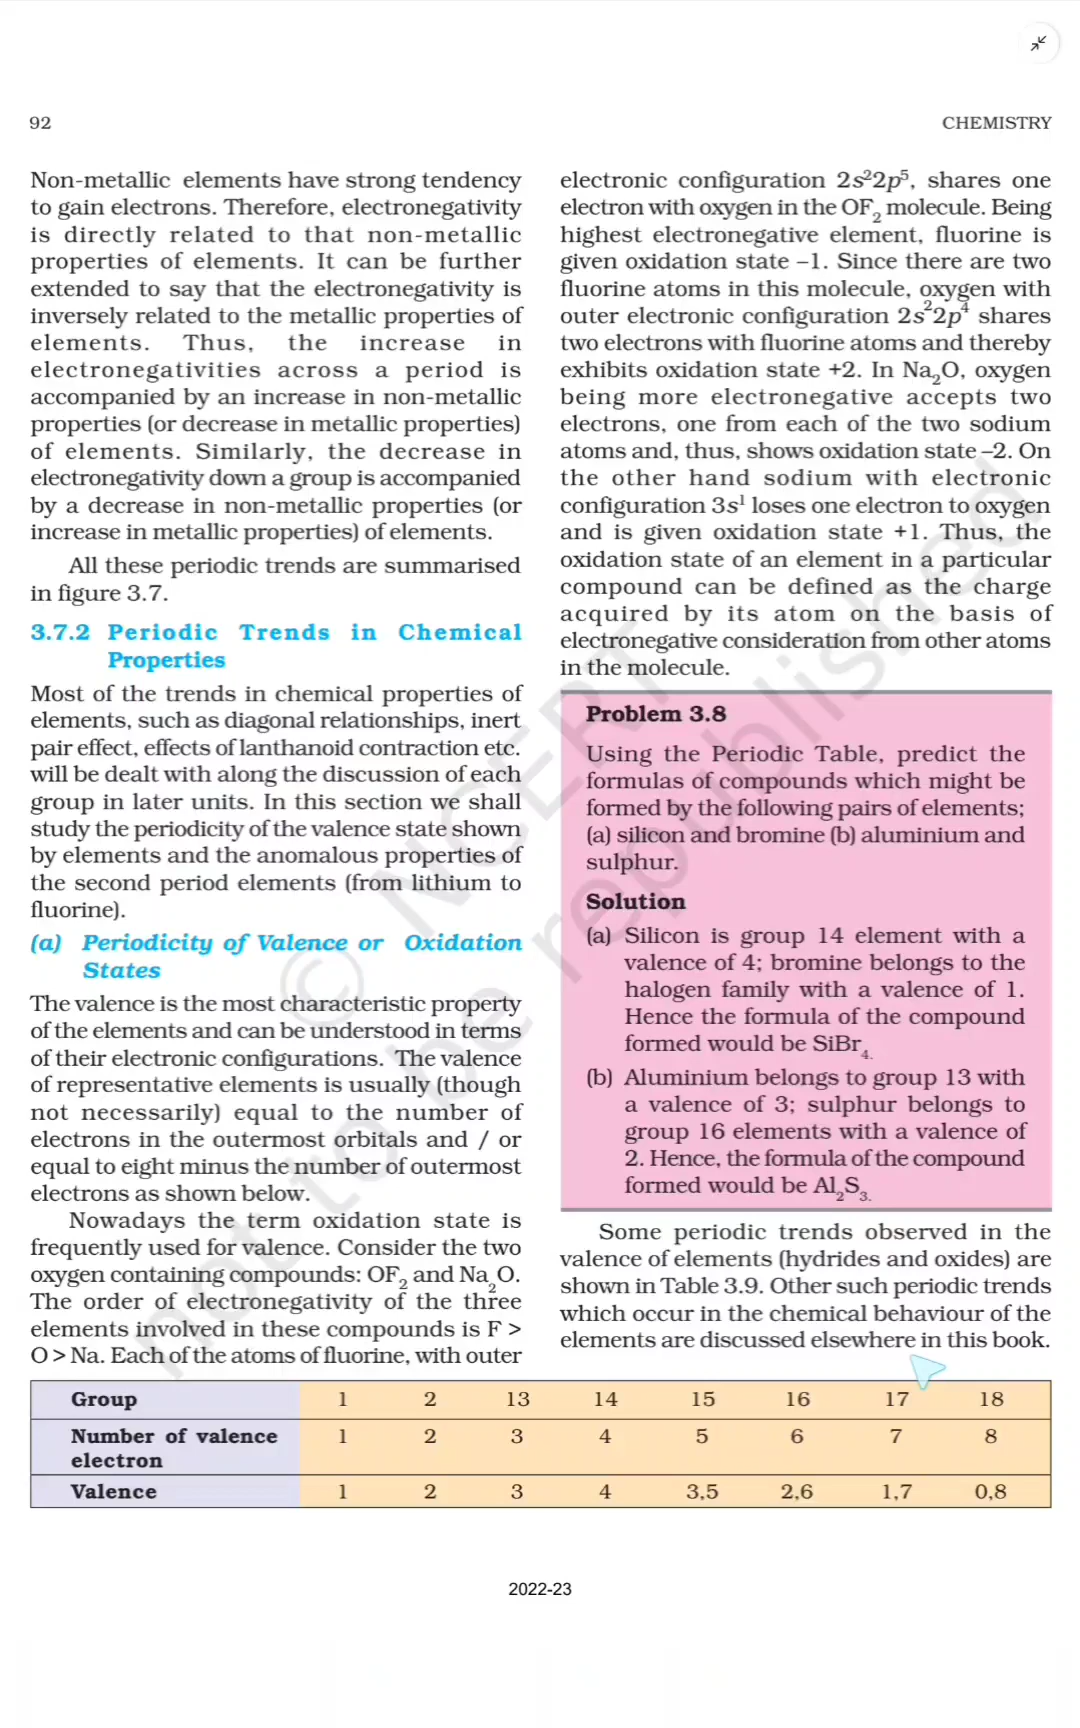 92
CHEMISTRY
Non-metallic elements have strong tendency
to gain electrons. Therefore, electronegativity
is directly related to that non-metallic
properties of elements. It can be further
extended to say that the electronegativity is
inversely related to the metallic properties of
elements. Thus, the increase in
electronegativities across a period is
accompanied by an increase in non-metallic
properties (or decrease in metallic properties)
of elements. Similarly, the decrease in
electronegativity down a group is accompanied
by a decrease in non-metallic properties (or
increase in metallic properties) of elements.
All these periodic trends are summarised
in figure 3.7.
3.7.2 Periodic Trends in Chemical
Properties
Most of the trends in chemical properties of
elements, such as diagonal relationships, inert
pair effect, effects of lanthanoid contraction etc.
will be dealt with along the discussion of each
group in later units. In this section we shall
study the periodicity of the valence state shown
by elements and the anomalous properties of
the second period elements (from lithium to
fluorine).
(a) Periodicity of Valence or Oxidation
States
The valence is the most characteristic property
of the elements and can be understood in terms
of their electronic configurations. The valence
of representative elements is usually (though
not necessarily) equal to the number of
electrons in the outermost orbitals and / or
equal to eight minus the number of outermost
electrons as shown below.
Nowadays the term oxidation state is
frequently used for valence. Consider the two
oxygen containing compounds: OF₂ and Na₂O.
The order of electronegativity of the three
elements involved in these compounds is F >
O > Na. Each of the atoms of fluorine, with outer
electronic configuration 2s²2p⁵, shares one
electron with oxygen in the OF₂ molecule. Being
highest electronegative element, fluorine is
given oxidation state –1. Since there are two
fluorine atoms in this molecule, oxygen with
outer electronic configuration 2s²2p⁴ shares
two electrons with fluorine atoms and thereby
exhibits oxidation state +2. In Na₂O, oxygen
being more electronegative accepts two
electrons, one from each of the two sodium
atoms and, thus, shows oxidation state –2. On
the other hand sodium with electronic
configuration 3s¹ loses one electron to oxygen
and is given oxidation state +1. Thus, the
oxidation state of an element in a particular
compound can be defined as the charge
acquired by its atom on the basis of
electronegative consideration from other atoms
in the molecule.
Problem 3.8
Using the Periodic Table, predict the
formulas of compounds which might be
formed by the following pairs of elements;
(a) silicon and bromine (b) aluminium and
sulphur.
Solution
(a) Silicon is group 14 element with a
valence of 4; bromine belongs to the
halogen family with a valence of 1.
Hence the formula of the compound
formed would be SiBr₄.
(b) Aluminium belongs to group 13 with
a valence of 3; sulphur belongs to
group 16 elements with a valence of
2. Hence, the formula of the compound
formed would be Al₂S₃.
Some periodic trends observed in the
valence of elements (hydrides and oxides) are
shown in Table 3.9. Other such periodic trends
which occur in the chemical behaviour of the
elements are discussed elsewhere in this book.
Group 1 2 13 14 15 16 17 18
Number of valence 1 2 3 4 5 6 7 8
electron
Valence 1 2 3 4 3,5 2,6 1,7 0,8
2022-23
© NCERT
not to be republished